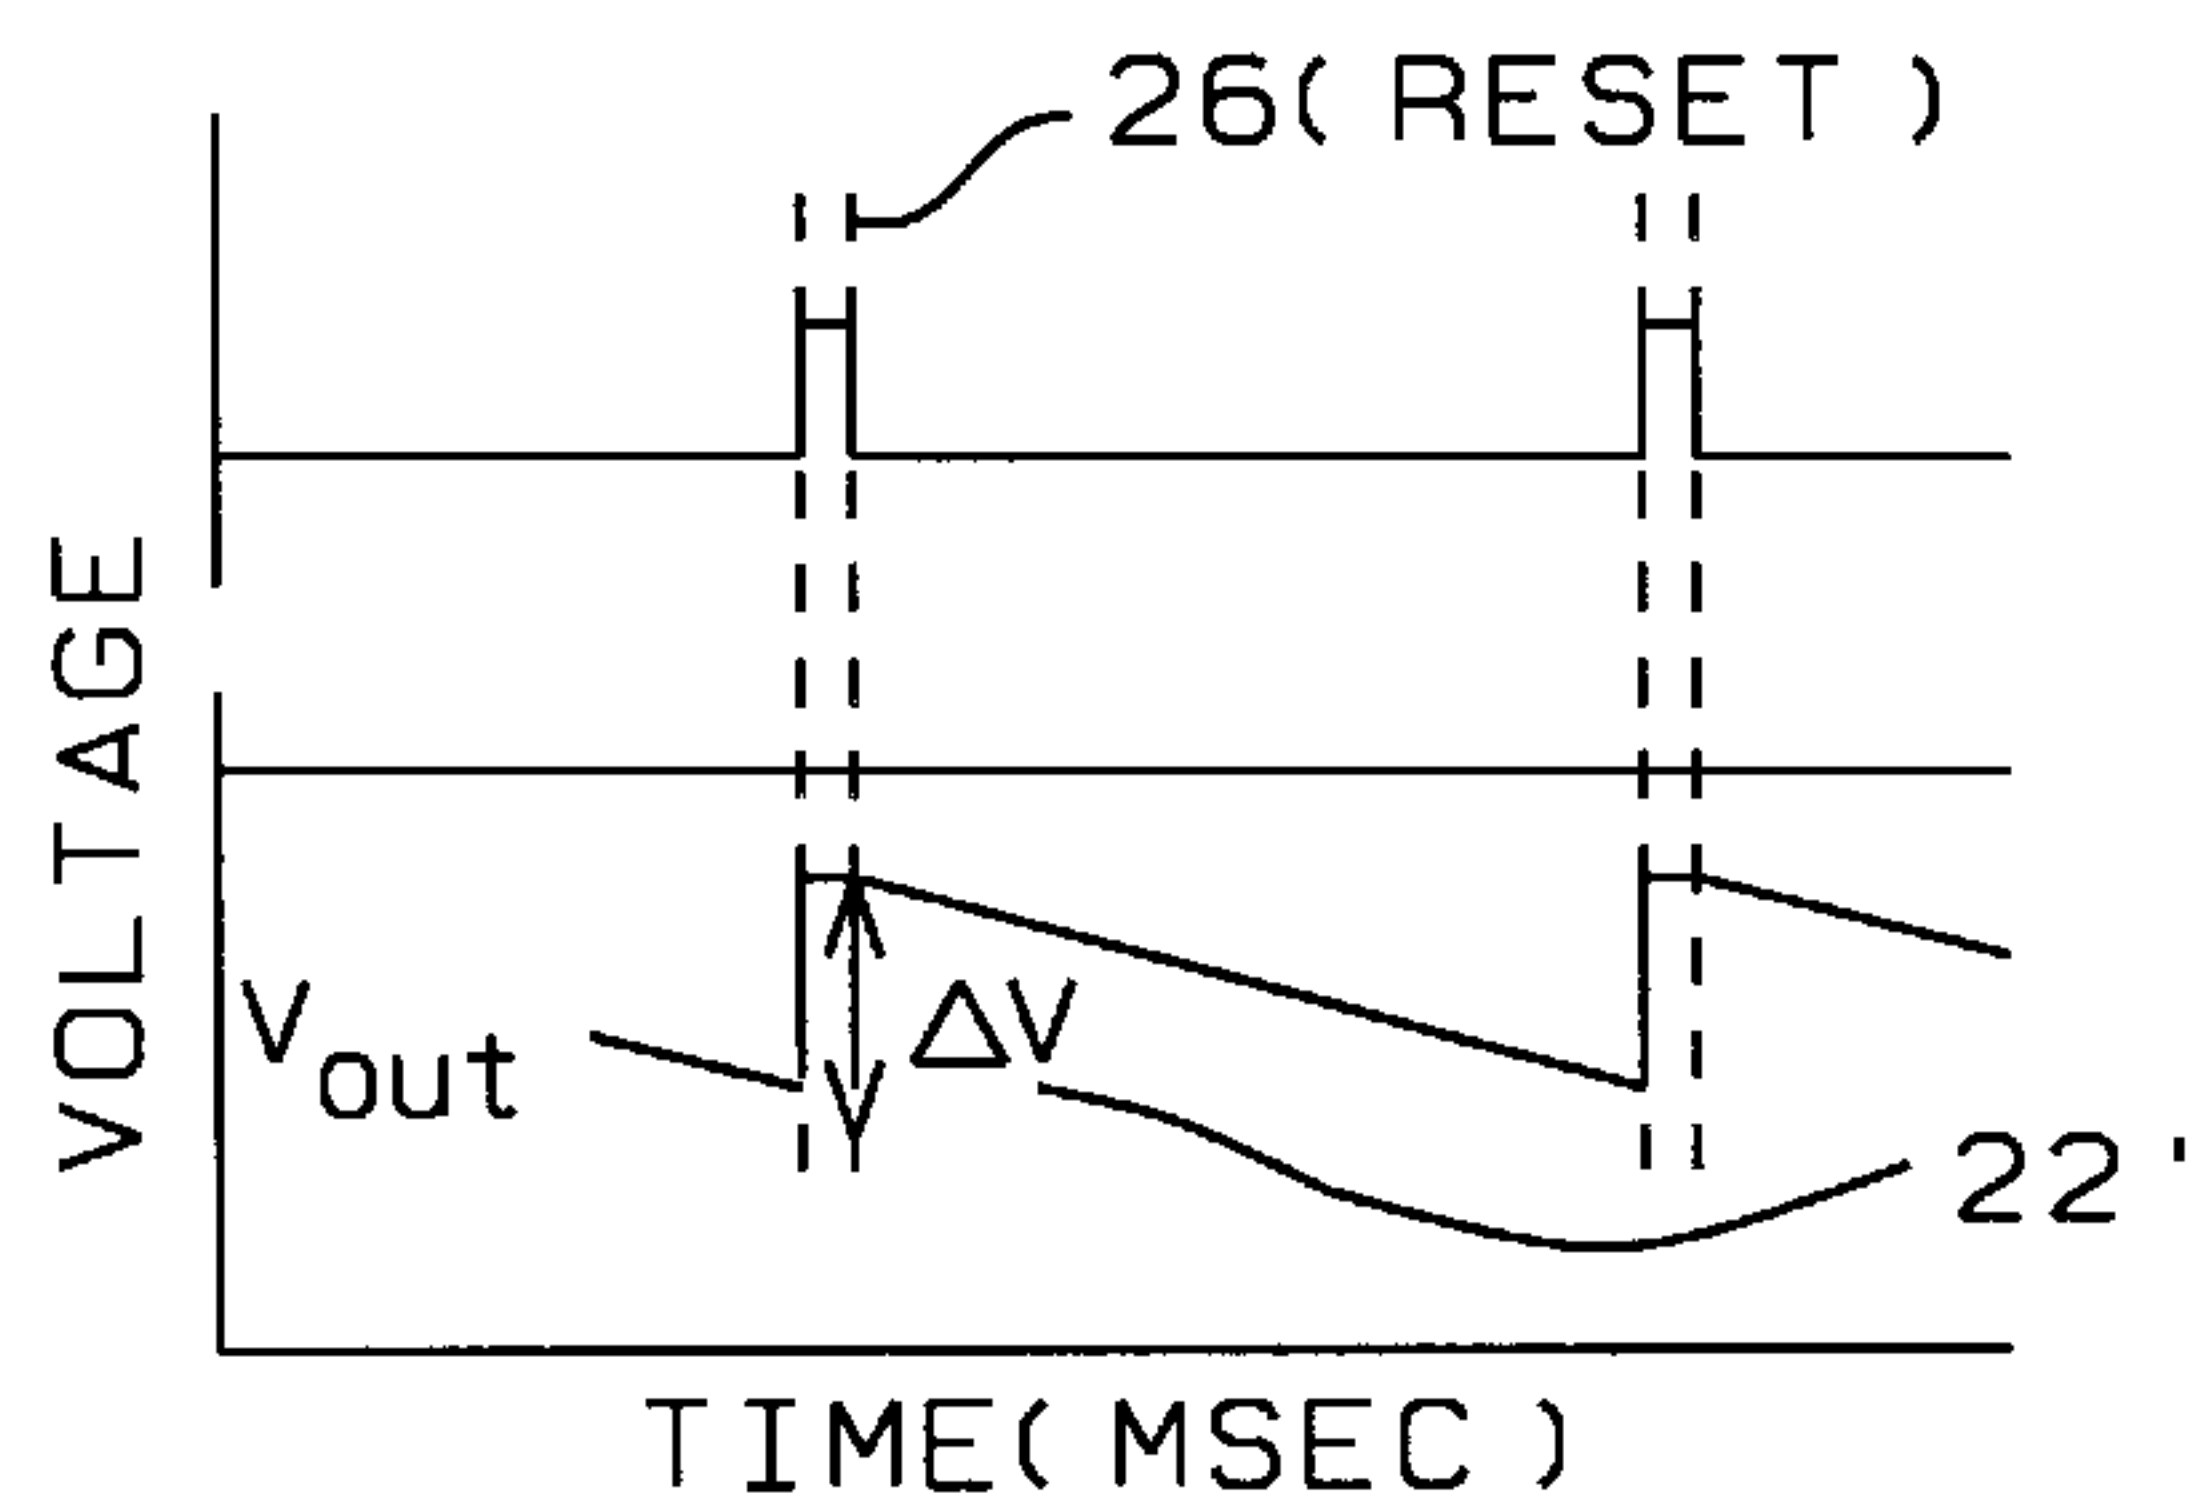 26(RESET)
VOLTAGE
Vout
ΔV
22'
TIME(MSEC)